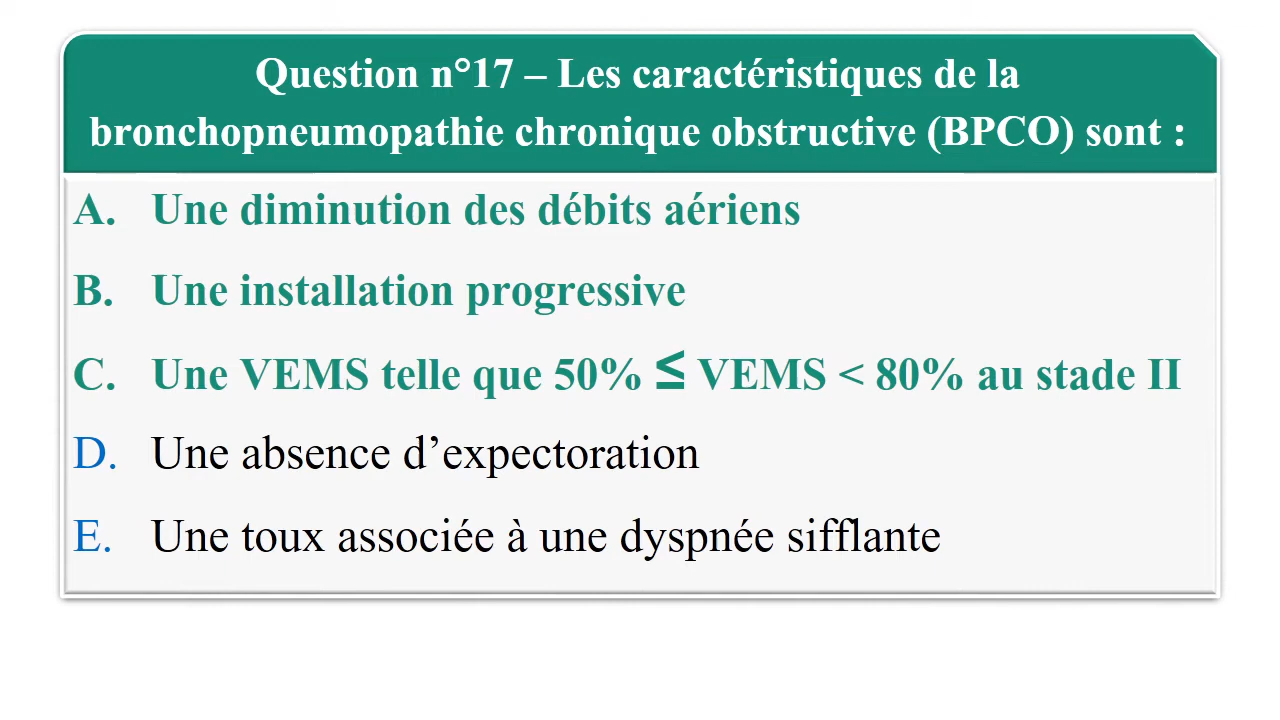 Question n°17 – Les caractéristiques de la
bronchopneumopathie chronique obstructive (BPCO) sont :
A. Une diminution des débits aériens
B. Une installation progressive
C. Une VEMS telle que 50% ≤ VEMS < 80% au stade II
D. Une absence d’expectoration
E. Une toux associée à une dyspnée sifflante